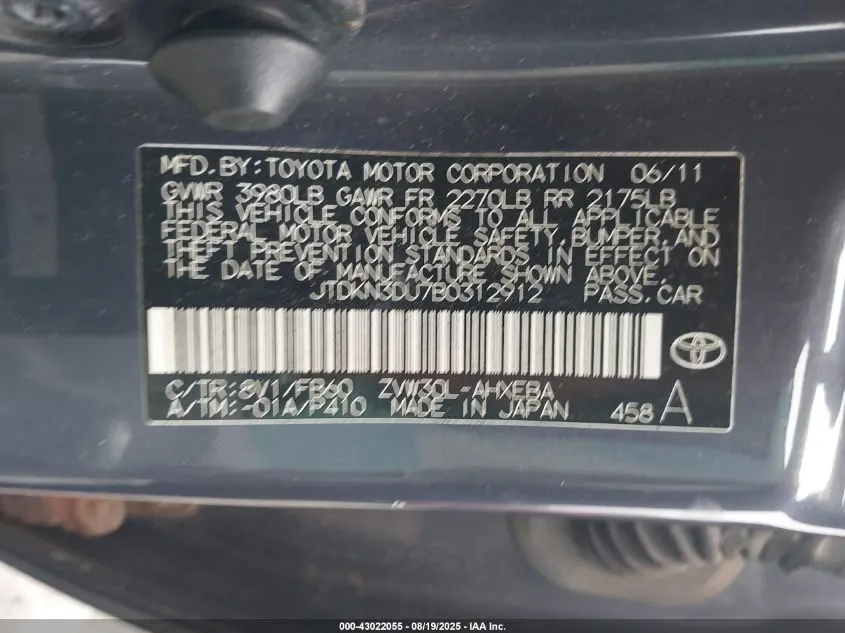 MFD.BY:TOYOTA MOTOR CORPORATION 06/11
GVWR 3980LB GAWR FR 2270LB RR 2175LB
THIS VEHICLE CONFORMS TO ALL APPLICABLE
FEDERAL MOTOR VEHICLE SAFETY,BUMPER,AND
THEFT PREVENTION STANDARDS IN EFFECT ON
THE DATE OF MANUFACTURE SHOWN ABOVE.
JTDKN3DU7B0312912 PASS.CAR
C/TR:8V1/FB60 ZVW30L-AHXEBA
A/TM:-01A/P410 MADE IN JAPAN 458 A
000-43022055 - 08/19/2025 - IAA Inc.